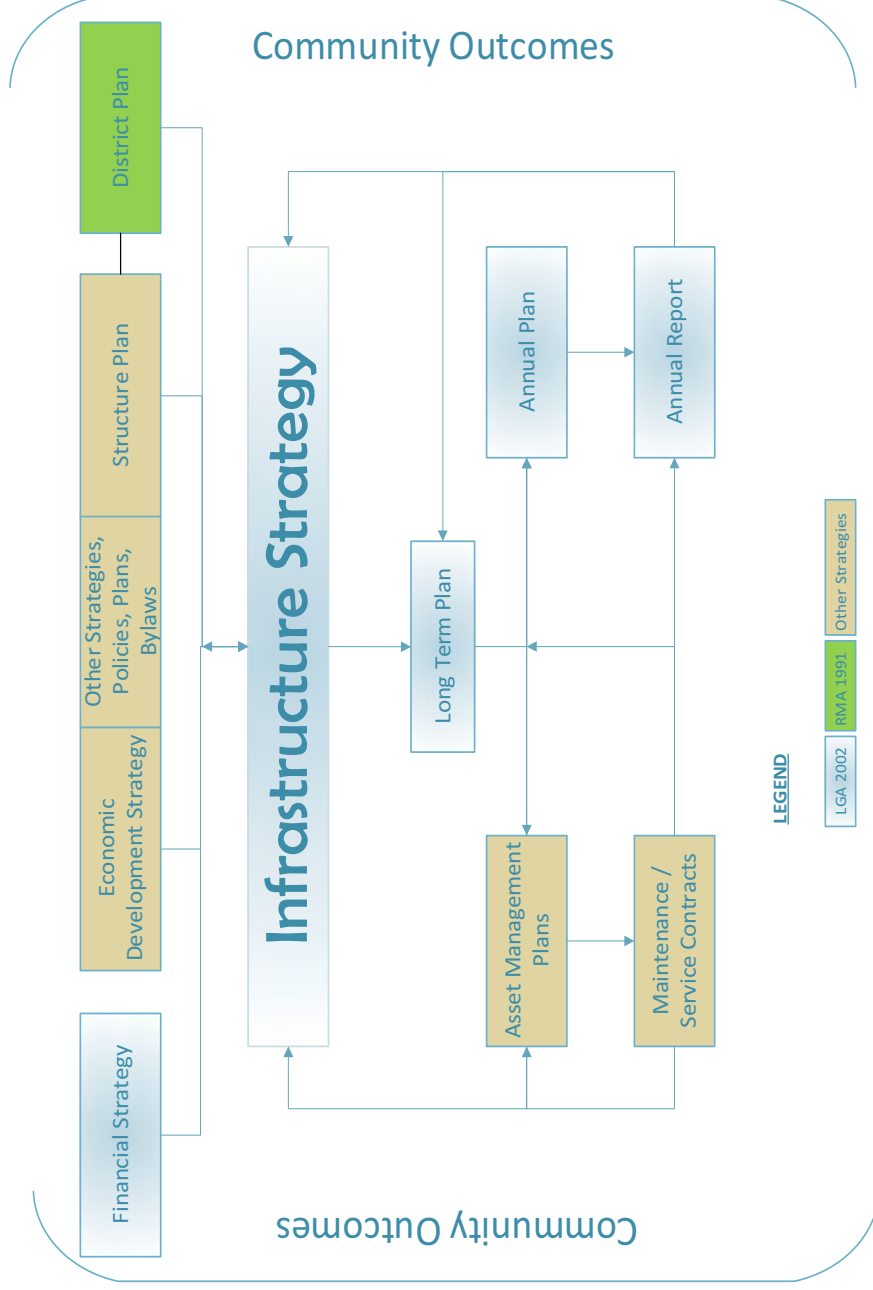 Community Outcomes
Financial Strategy
Economic
Development Strategy
Other Strategies,
Policies, Plans,
Bylaws
Structure Plan
District Plan
Infrastructure Strategy
Long Term Plan
Asset Management
Plans
Annual Plan
Maintenance /
Service Contracts
Annual Report
LEGEND
LGA 2002
RMA 1991
Other Strategies
Community Outcomes